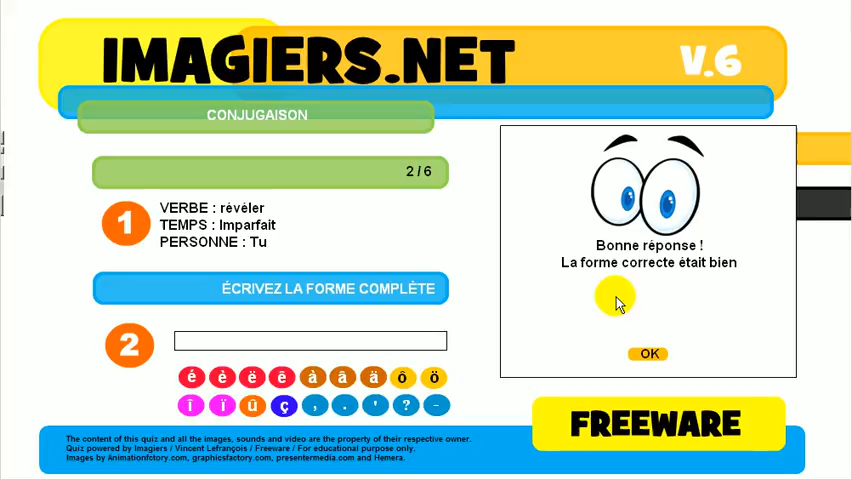 IMAGIERS.NET
V.6
CONJUGAISON
2 / 6
1
VERBE : révéler
TEMPS : Imparfait
PERSONNE : Tu
Bonne réponse !
La forme correcte était bien
ÉCRIVEZ LA FORME COMPLÈTE
2
OK
é è ë ê à â ä ô ö
î ï û ç , . ' ? -
FREEWARE
The content of this quiz and all the images, sounds and video are the property of their respective owner.
Quiz powered by Imagiers / Vincent Lefrançois / Freeware / For educational purpose only.
Images by Animationfctory.com, graphicsfactory.com, presentermedia.com and Hemera.